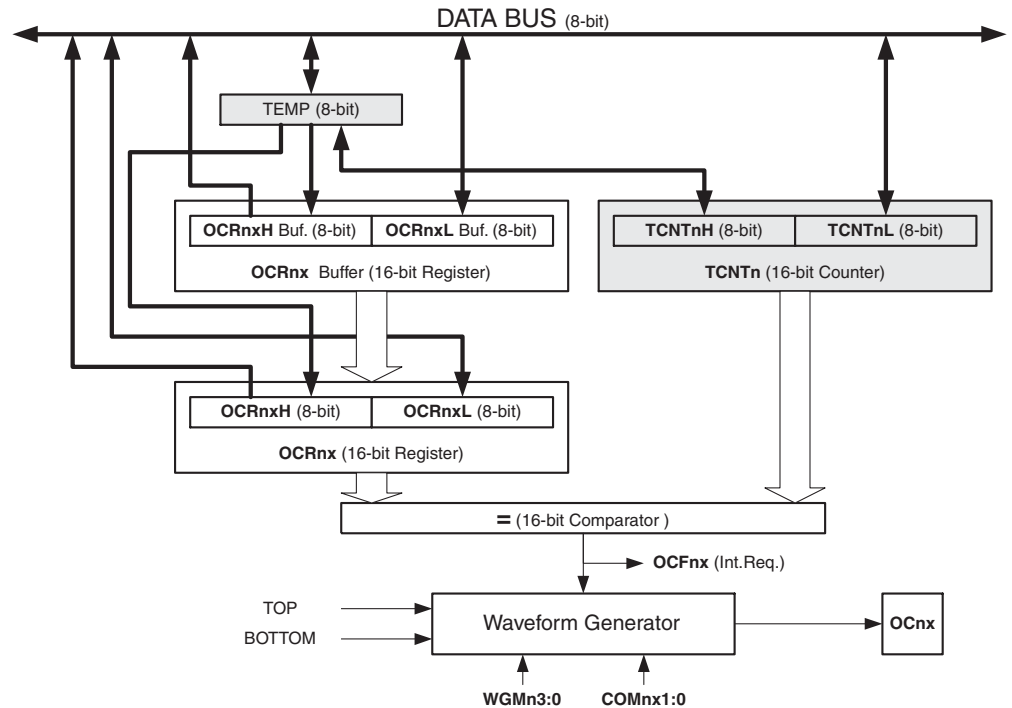 DATA BUS (8-bit)
TEMP (8-bit)
OCRnxH Buf. (8-bit)
OCRnxL Buf. (8-bit)
TCNTnH (8-bit)
TCNTnL (8-bit)
OCRnx Buffer (16-bit Register)
TCNTn (16-bit Counter)
OCRnxH (8-bit)
OCRnxL (8-bit)
OCRnx (16-bit Register)
= (16-bit Comparator )
OCFnx (Int.Req.)
TOP
BOTTOM
Waveform Generator
OCnx
WGMn3:0
COMnx1:0